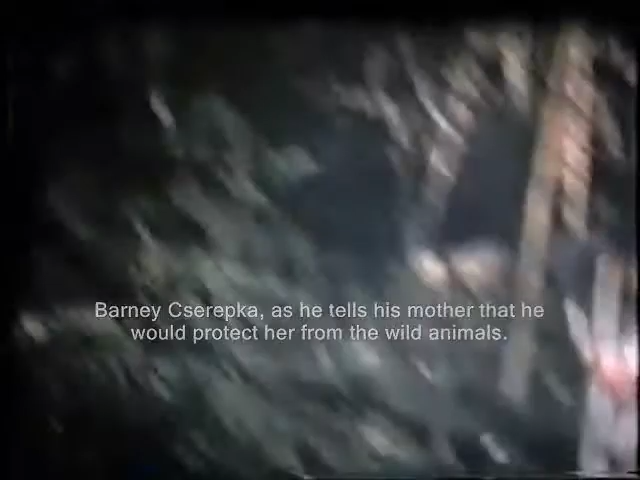 Barney Cserepka, as he tells his mother that he
would protect her from the wild animals.